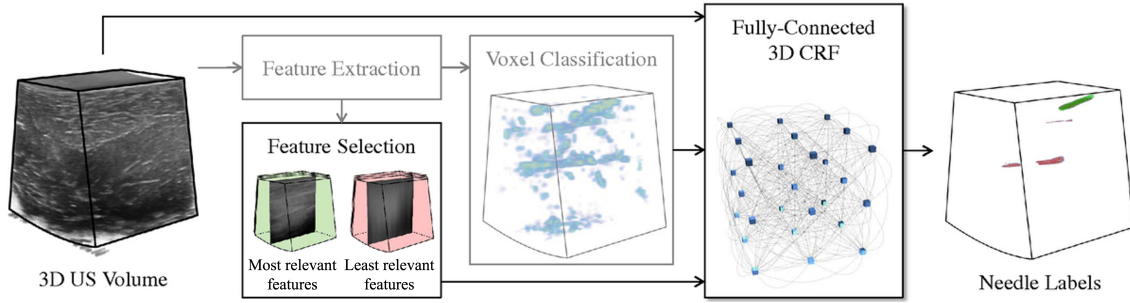 3D US Volume
Feature Extraction
Feature Selection
Most relevant
features
Least relevant
features
Voxel Classification
Fully-Connected
3D CRF
Needle Labels